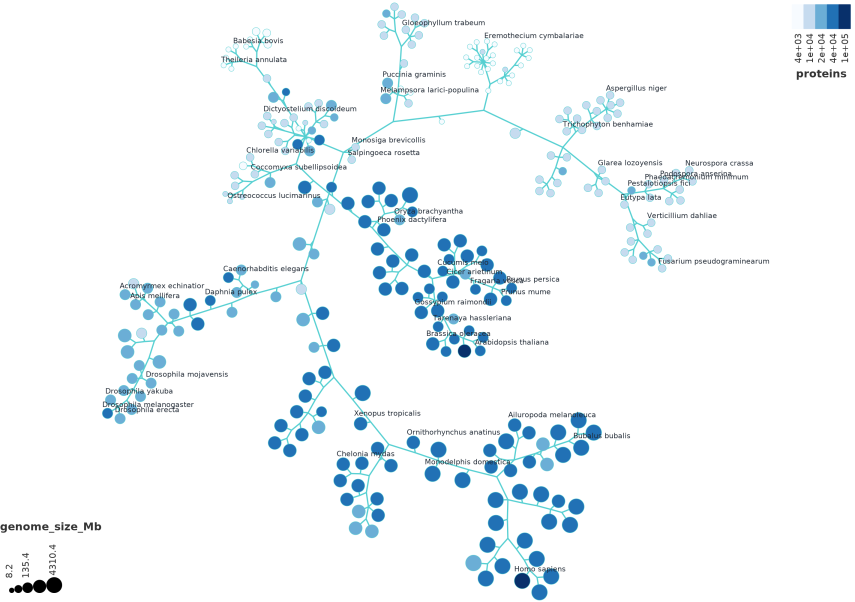 Gloeophyllum trabeum
Eremothecium cymbalariae
Babesia bovis
Theileria annulata
4e+03
1e+04
2e+04
4e+04
1e+05
proteins
Puccinia graminis
Melampsora larici-populina
Aspergillus niger
Dictyostelium discoideum
Trichophyton benhamiae
Monosiga brevicollis
Chlorella variabilis
Salpingoeca rosetta
Coccomyxa subellipsoidea
Glarea lozoyensis
Neurospora crassa
Podospora anserina
Phaeoacremonium minimum
Pestalotiopsis fici
Ostreococcus lucimarinus
Eutypa lata
Oryza brachyantha
Phoenix dactylifera
Verticillium dahliae
Fusarium pseudograminearum
Caenorhabditis elegans
Cucumis melo
Cicer arietinum
Fragaria vesca
Prunus persica
Acromyrmex echinatior
Apis mellifera
Daphnia pulex
Prunus mume
Gossypium raimondii
Tarenaya hassleriana
Brassica oleracea
Arabidopsis thaliana
Drosophila mojavensis
Drosophila yakuba
Drosophila melanogaster
Drosophila erecta
Xenopus tropicalis
Ailuropoda melanoleuca
Ornithorhynchus anatinus
Bubalus bubalis
Chelonia mydas
Monodelphis domestica
genome_size_Mb
8.2
135.4
4310.4
Homo sapiens